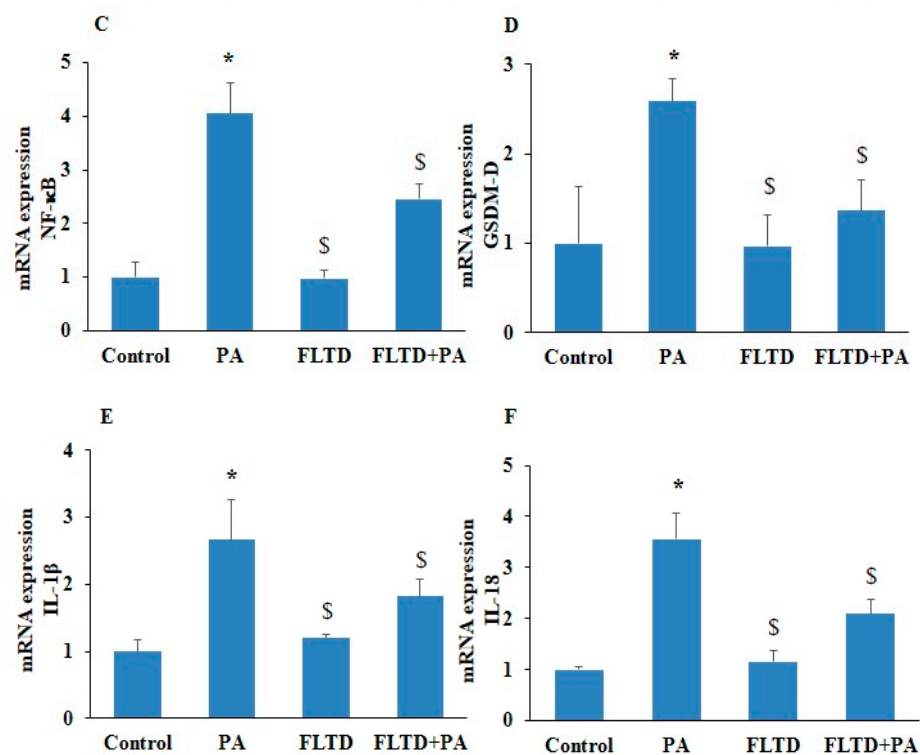 C
mRNA expression
NF-κB
5
4
3
2
1
0
*
$
$
Control PA FLTD FLTD+PA
D
mRNA expression
GSDM-D
3
2
1
0
*
$
$
Control PA FLTD FLTD+PA
E
mRNA expression
IL-1β
4
3
2
1
0
*
$
$
Control PA FLTD FLTD+PA
F
mRNA expression
IL-18
5
4
3
2
1
0
*
$
$
Control PA FLTD FLTD+PA